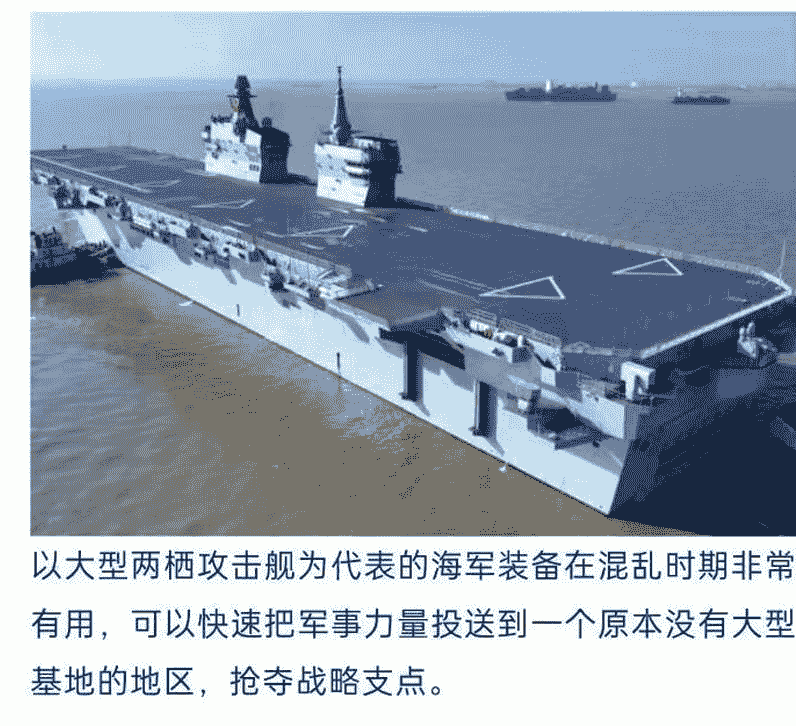 以大型两栖攻击舰为代表的海军装备在混乱时期非常
有用，可以快速把军事力量投送到一个原本没有大型
基地的地区，抢夺战略支点。